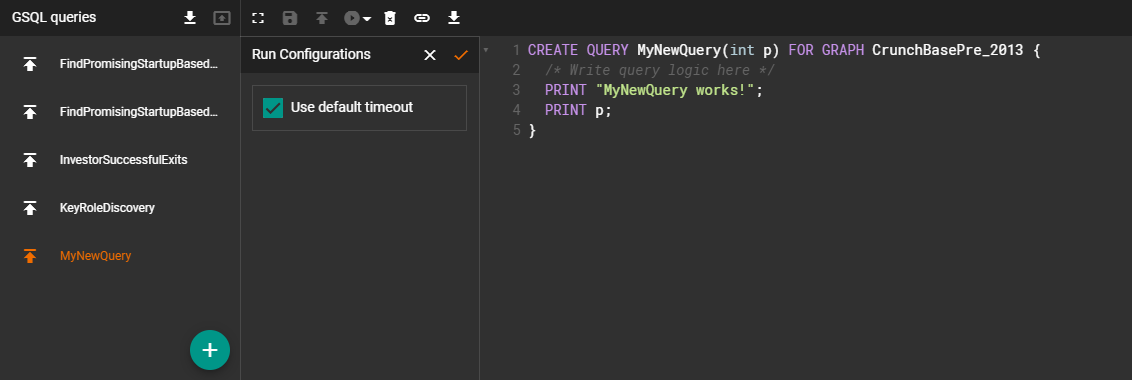 GSQL queries
FindPromisingStartupBased...
FindPromisingStartupBased...
InvestorSuccessfulExits
KeyRoleDiscovery
MyNewQuery
Run Configurations
Use default timeout
1 CREATE QUERY MyNewQuery(int p) FOR GRAPH CrunchBasePre_2013 {
2   /* Write query logic here */
3   PRINT "MyNewQuery works!";
4   PRINT p;
5 }